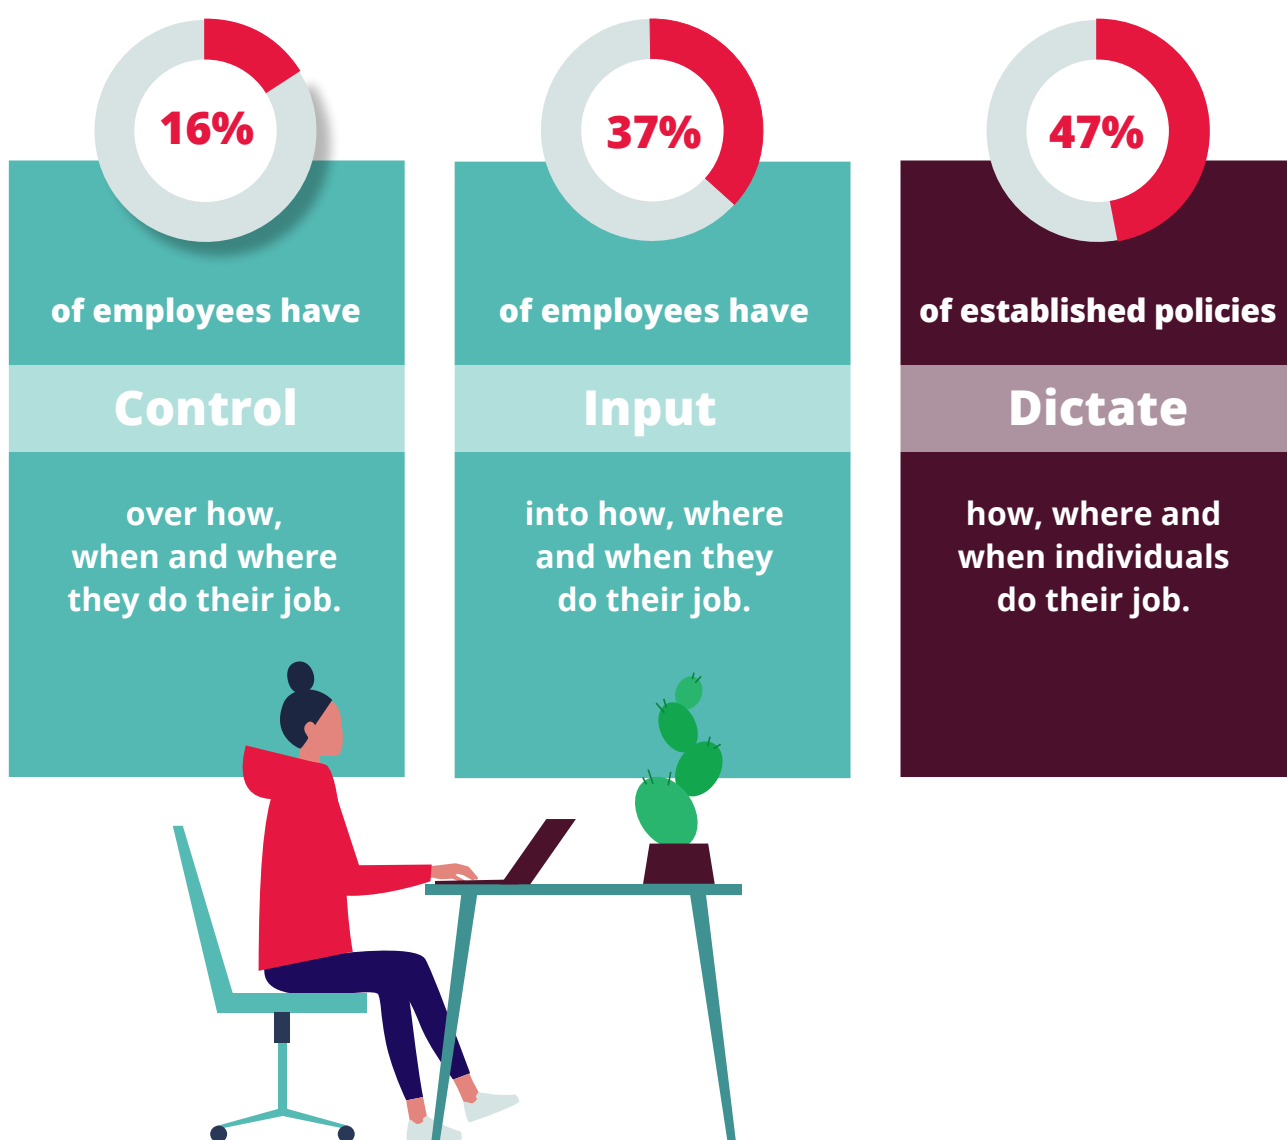 16%
of employees have
Control
over how,
when and where
they do their job.
37%
of employees have
Input
into how, where
and when they
do their job.
47%
of established policies
Dictate
how, where and
when individuals
do their job.